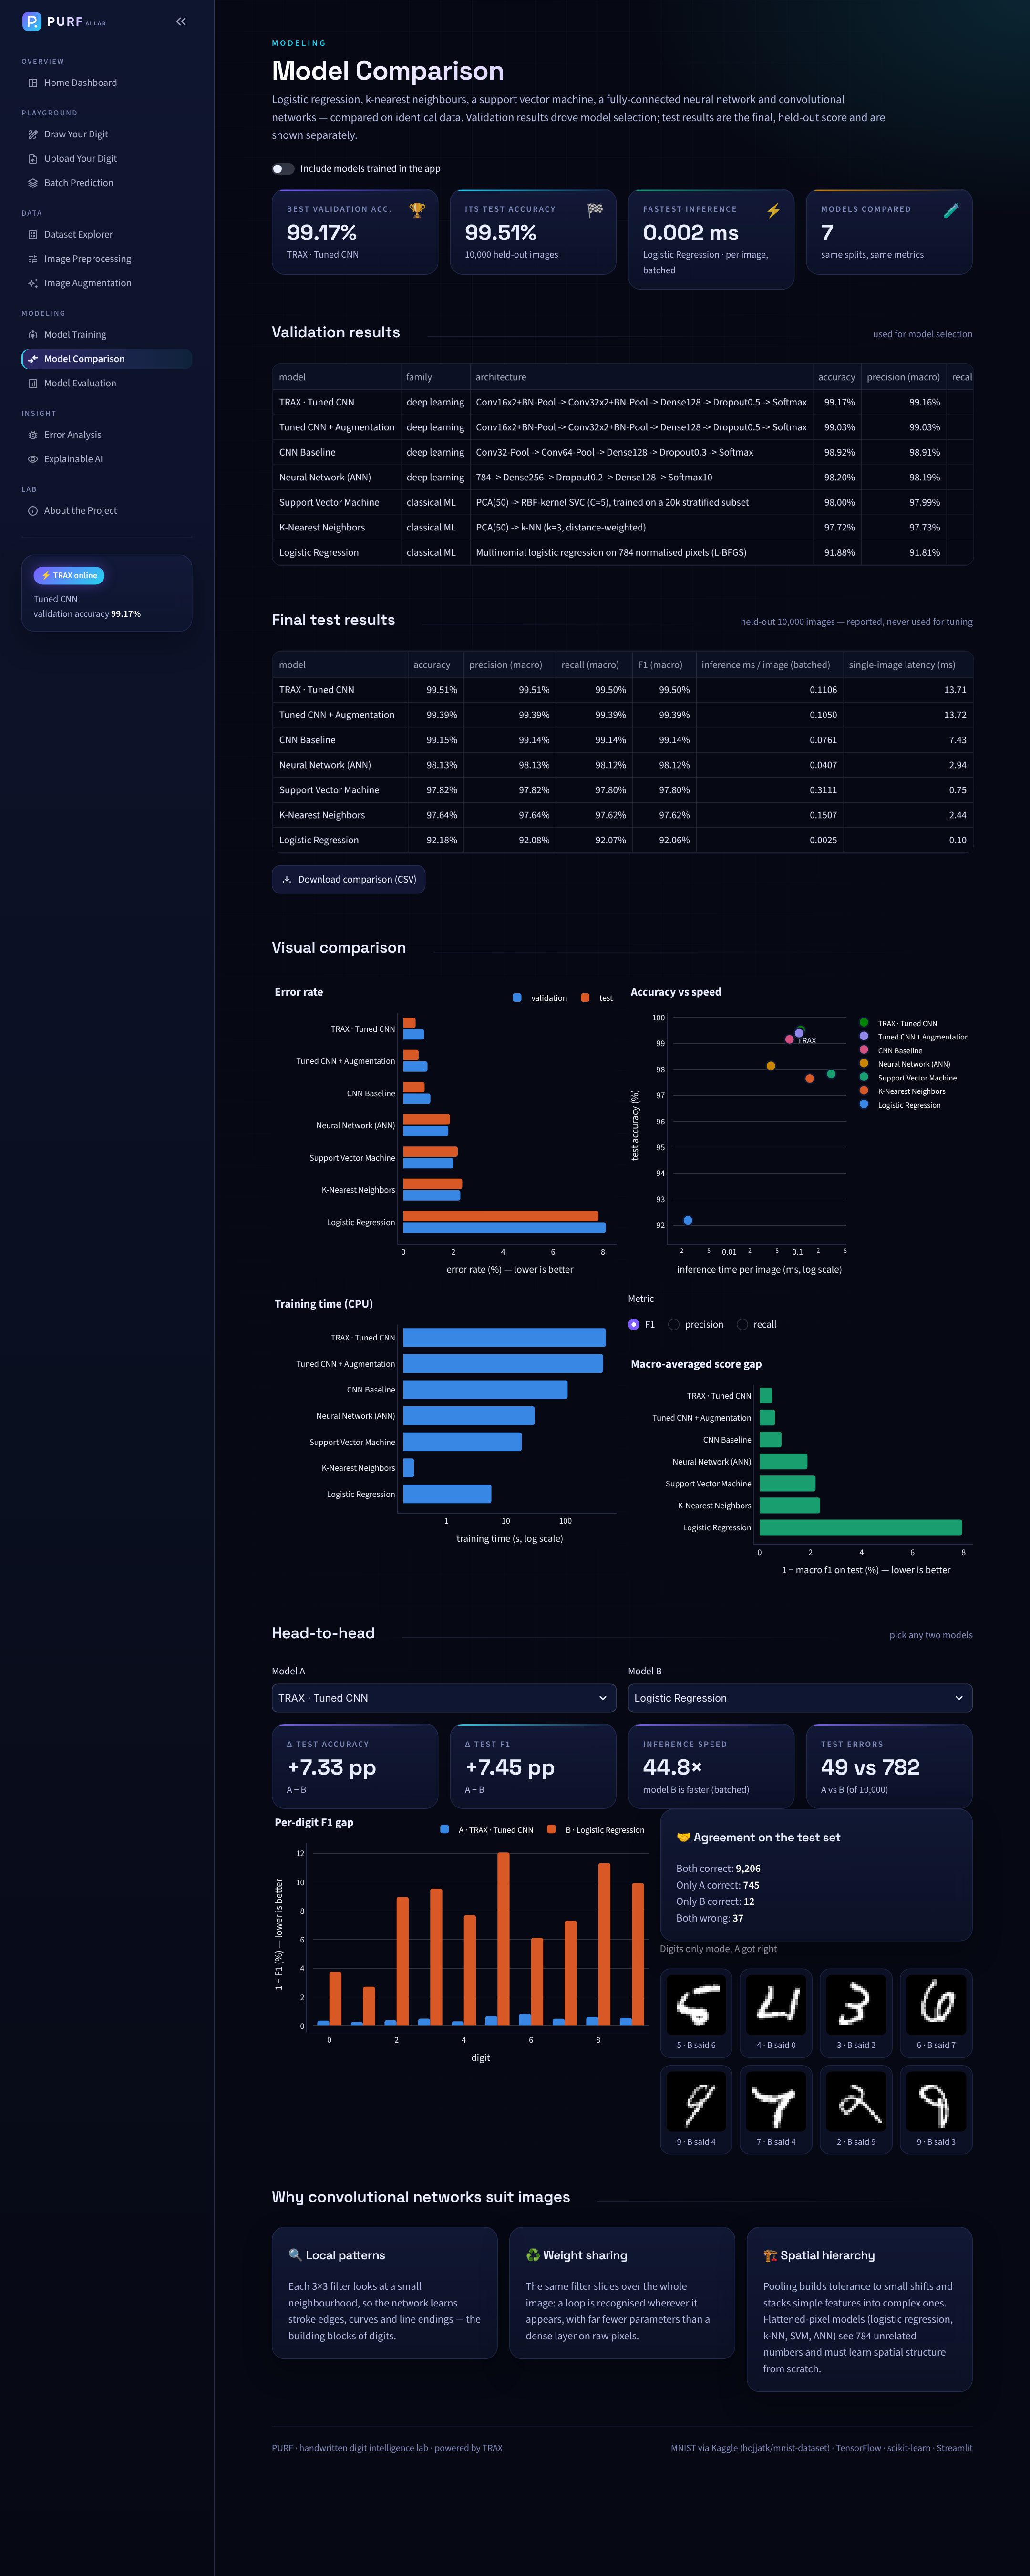 PURF AI LAB
OVERVIEW
Home Dashboard
PLAYGROUND
Draw Your Digit
Upload Your Digit
Batch Prediction
DATA
Dataset Explorer
Image Preprocessing
Image Augmentation
MODELING
Model Training
Model Comparison
Model Evaluation
INSIGHT
Error Analysis
Explainable AI
LAB
About the Project
⚡ TRAX online
Tuned CNN
validation accuracy 99.17%
MODELING
Model Comparison
Logistic regression, k-nearest neighbours, a support vector machine, a fully-connected neural network and convolutional
networks — compared on identical data. Validation results drove model selection; test results are the final, held-out score and are
shown separately.
Include models trained in the app
BEST VALIDATION ACC.
99.17%
TRAX · Tuned CNN
ITS TEST ACCURACY
99.51%
10,000 held-out images
FASTEST INFERENCE
0.002 ms
Logistic Regression · per image,
batched
MODELS COMPARED
7
same splits, same metrics
Validation results
used for model selection
model family architecture accuracy precision (macro) recal
TRAX · Tuned CNN deep learning Conv16x2+BN-Pool -> Conv32x2+BN-Pool -> Dense128 -> Dropout0.5 -> Softmax 99.17% 99.16%
Tuned CNN + Augmentation deep learning Conv16x2+BN-Pool -> Conv32x2+BN-Pool -> Dense128 -> Dropout0.5 -> Softmax 99.03% 99.03%
CNN Baseline deep learning Conv32-Pool -> Conv64-Pool -> Dense128 -> Dropout0.3 -> Softmax 98.92% 98.91%
Neural Network (ANN) deep learning 784 -> Dense256 -> Dropout0.2 -> Dense128 -> Softmax10 98.20% 98.19%
Support Vector Machine classical ML PCA(50) -> RBF-kernel SVC (C=5), trained on a 20k stratified subset 98.00% 97.99%
K-Nearest Neighbors classical ML PCA(50) -> k-NN (k=3, distance-weighted) 97.72% 97.73%
Logistic Regression classical ML Multinomial logistic regression on 784 normalised pixels (L-BFGS) 91.88% 91.81%
Final test results
held-out 10,000 images — reported, never used for tuning
model accuracy precision (macro) recall (macro) F1 (macro) inference ms / image (batched) single-image latency (ms)
TRAX · Tuned CNN 99.51% 99.51% 99.50% 99.50% 0.1106 13.71
Tuned CNN + Augmentation 99.39% 99.39% 99.39% 99.39% 0.1050 13.72
CNN Baseline 99.15% 99.14% 99.14% 99.14% 0.0761 7.43
Neural Network (ANN) 98.13% 98.13% 98.12% 98.12% 0.0407 2.94
Support Vector Machine 97.82% 97.82% 97.80% 97.80% 0.3111 0.75
K-Nearest Neighbors 97.64% 97.64% 97.62% 97.62% 0.1507 2.44
Logistic Regression 92.18% 92.08% 92.07% 92.06% 0.0025 0.10
Download comparison (CSV)
Visual comparison
Error rate
validation test
TRAX · Tuned CNN
Tuned CNN + Augmentation
CNN Baseline
Neural Network (ANN)
Support Vector Machine
K-Nearest Neighbors
Logistic Regression
0 2 4 6 8
error rate (%) — lower is better
Accuracy vs speed
test accuracy (%)
100
99
98
97
96
95
94
93
92
TRAX
2 5 0.01 2 5 0.1 2 5
inference time per image (ms, log scale)
TRAX · Tuned CNN
Tuned CNN + Augmentation
CNN Baseline
Neural Network (ANN)
Support Vector Machine
K-Nearest Neighbors
Logistic Regression
Training time (CPU)
TRAX · Tuned CNN
Tuned CNN + Augmentation
CNN Baseline
Neural Network (ANN)
Support Vector Machine
K-Nearest Neighbors
Logistic Regression
1 10 100
training time (s, log scale)
Metric
F1 precision recall
Macro-averaged score gap
TRAX · Tuned CNN
Tuned CNN + Augmentation
CNN Baseline
Neural Network (ANN)
Support Vector Machine
K-Nearest Neighbors
Logistic Regression
0 2 4 6 8
1 − macro f1 on test (%) — lower is better
Head-to-head
pick any two models
Model A
TRAX · Tuned CNN
Model B
Logistic Regression
Δ TEST ACCURACY
+7.33 pp
A − B
Δ TEST F1
+7.45 pp
A − B
INFERENCE SPEED
44.8×
model B is faster (batched)
TEST ERRORS
49 vs 782
A vs B (of 10,000)
Per-digit F1 gap
A · TRAX · Tuned CNN B · Logistic Regression
1 − F1 (%) — lower is better
12
10
8
6
4
2
0
0 2 4 6 8
digit
🤝 Agreement on the test set
Both correct: 9,206
Only A correct: 745
Only B correct: 12
Both wrong: 37
Digits only model A got right
5 4 3 6
5 · B said 6 4 · B said 0 3 · B said 2 6 · B said 7
9 7 2 9
9 · B said 4 7 · B said 4 2 · B said 9 9 · B said 3
Why convolutional networks suit images
🔍 Local patterns
Each 3×3 filter looks at a small
neighbourhood, so the network learns
stroke edges, curves and line endings — the
building blocks of digits.
♻️ Weight sharing
The same filter slides over the whole
image: a loop is recognised wherever it
appears, with far fewer parameters than a
dense layer on raw pixels.
🏗️ Spatial hierarchy
Pooling builds tolerance to small shifts and
stacks simple features into complex ones.
Flattened-pixel models (logistic regression,
k-NN, SVM, ANN) see 784 unrelated
numbers and must learn spatial structure
from scratch.
PURF · handwritten digit intelligence lab · powered by TRAX
MNIST via Kaggle (hojjatk/mnist-dataset) · TensorFlow · scikit-learn · Streamlit